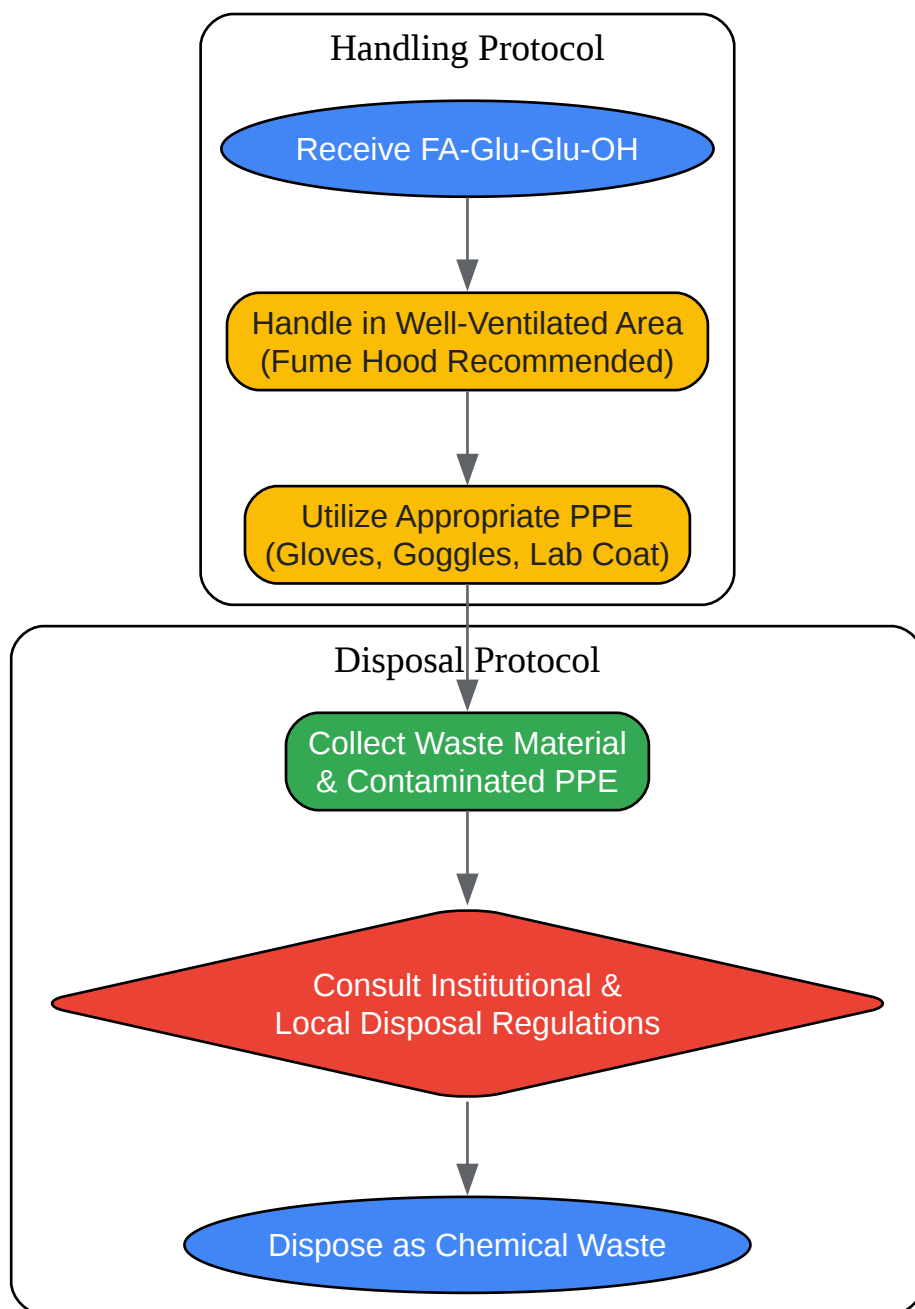 Handling Protocol
Receive FA-Glu-Glu-OH
Handle in Well-Ventilated Area
(Fume Hood Recommended)
Utilize Appropriate PPE
(Gloves, Goggles, Lab Coat)
Disposal Protocol
Collect Waste Material
& Contaminated PPE
Consult Institutional &
Local Disposal Regulations
Dispose as Chemical Waste